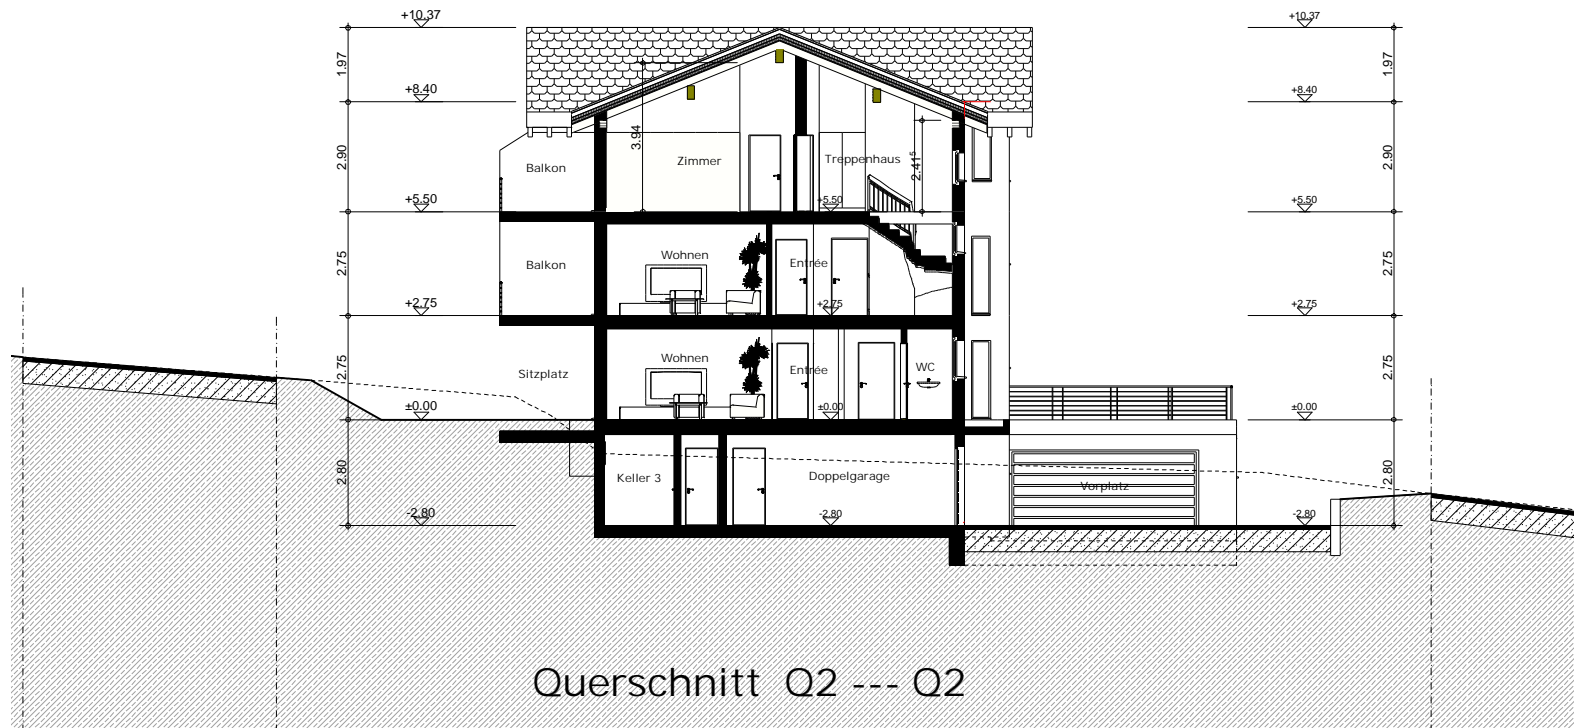 +10.37
+10.37
1.97
1.97
+8.40
+8.40
3.94
2.90
Balkon
Zimmer
Treppenhaus
2.41⁵
2.90
+5.50
+5.50
+5.50
2.75
Balkon
Wohnen
Entrée
2.75
+2.75
+2.75
+2.75
2.75
Sitzplatz
Wohnen
Entrée
WC
2.75
±0.00
±0.00
±0.00
2.80
Keller 3
Doppelgarage
Vorplatz
2.80
-2.80
-2.80
-2.80
Querschnitt Q2 --- Q2